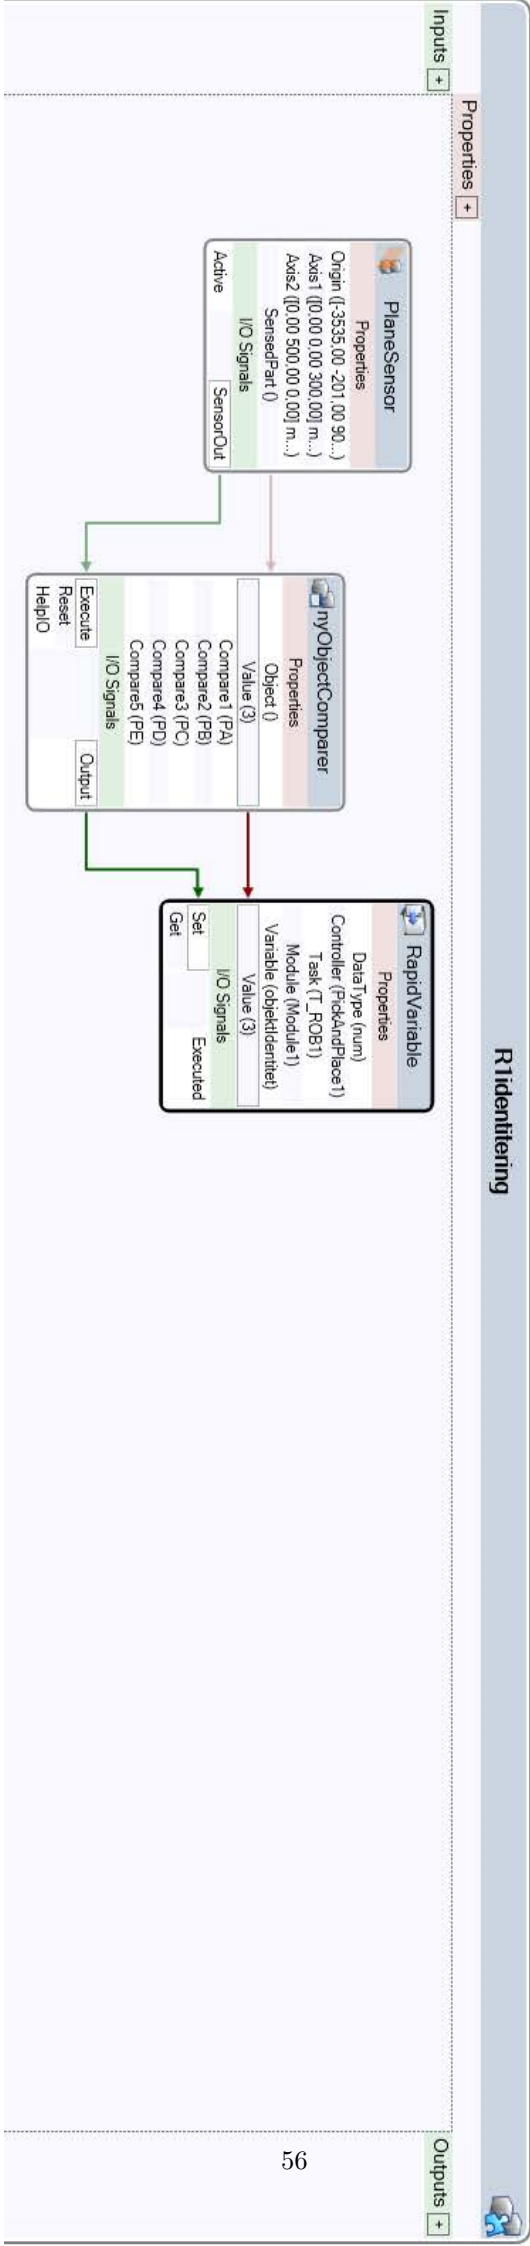 R1identitering
Properties +
Inputs +
Outputs +
PlaneSensor
Properties
Origin ([-3535,00 -201,00 90...)
Axis1 ([0,00 0,00 300,00] m...)
Axis2 ([0,00 500,00 0,00] m...)
SensedPart ()
I/O Signals
Active SensorOut
nyObjectComparer
Properties
Object ()
Value (3)
Compare1 (PA)
Compare2 (PB)
Compare3 (PC)
Compare4 (PD)
Compare5 (PE)
I/O Signals
Execute Output
Reset
HelpIO
RapidVariable
Properties
DataType (num)
Controller (PickAndPlace1)
Task (T_ROB1)
Module (Module1)
Variable (objektIdentitet)
Value (3)
I/O Signals
Set Executed
Get
56